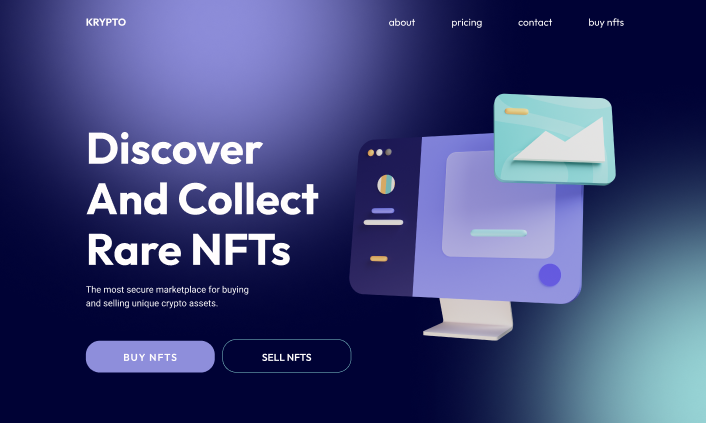 KRYPTO
about pricing contact buy nfts
Discover
And Collect
Rare NFTs
The most secure marketplace for buying
and selling unique crypto assets.
BUY NFTS
SELL NFTS